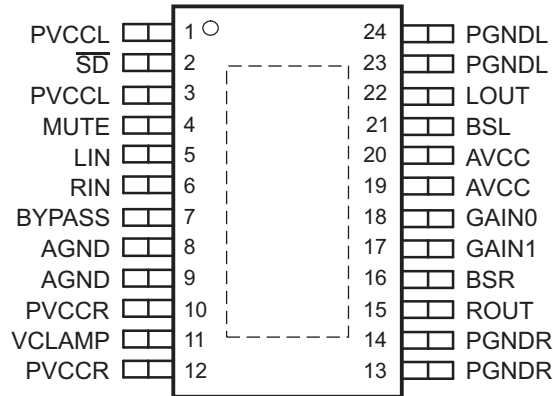 PVCCL 1 24 PGNDL
S̅D̅ 2 23 PGNDL
PVCCL 3 22 LOUT
MUTE 4 21 BSL
LIN 5 20 AVCC
RIN 6 19 AVCC
BYPASS 7 18 GAIN0
AGND 8 17 GAIN1
AGND 9 16 BSR
PVCCR 10 15 ROUT
VCLAMP 11 14 PGNDR
PVCCR 12 13 PGNDR